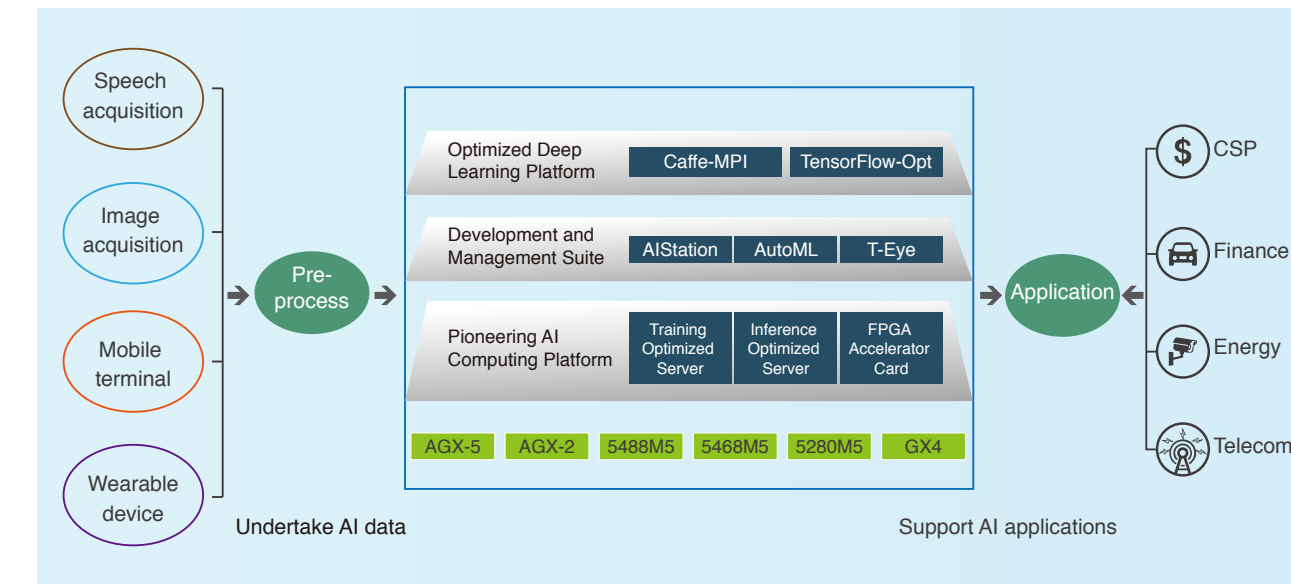 Speech
acquisition
Image
acquisition
Mobile
terminal
Wearable
device
Pre-
process
Undertake AI data
Optimized Deep
Learning Platform
Caffe-MPI
TensorFlow-Opt
Development and
Management Suite
AIStation
AutoML
T-Eye
Pioneering AI
Computing Platform
Training
Optimized
Server
Inference
Optimized
Server
FPGA
Accelerator
Card
AGX-5
AGX-2
5488M5
5468M5
5280M5
GX4
Application
Support AI applications
$
CSP
Finance
Energy
Telecom